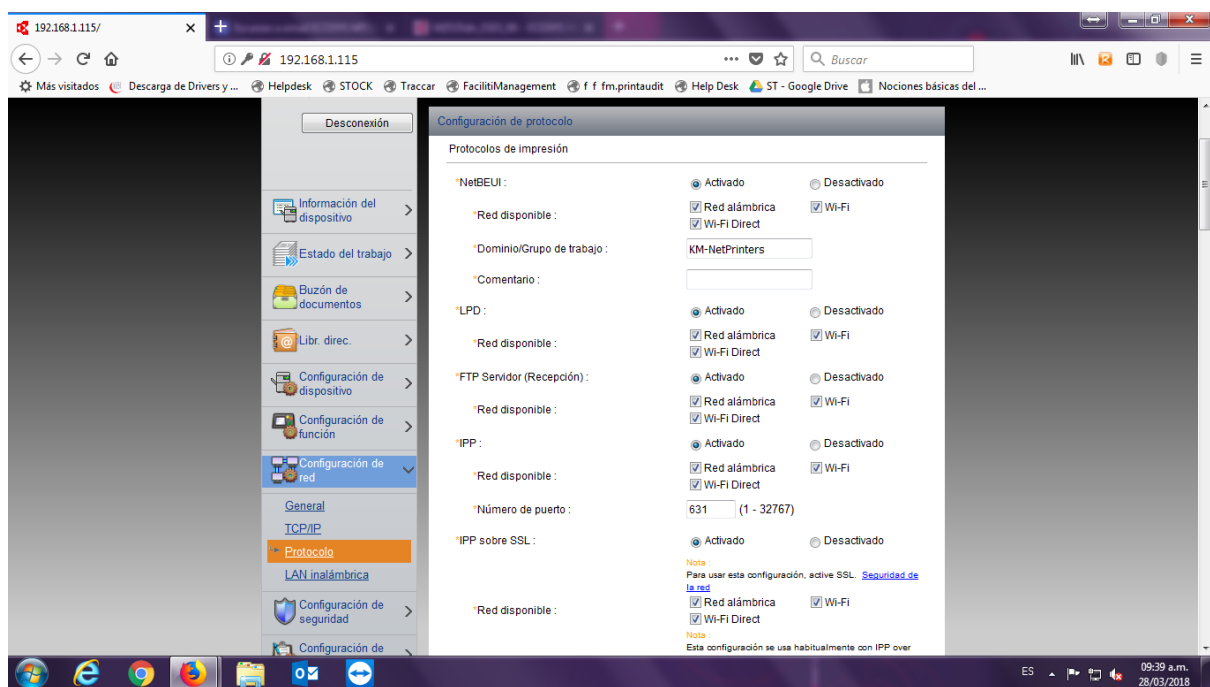 192.168.1.115/
192.168.1.115
Buscar
Más visitados
Descarga de Drivers y ...
Helpdesk
STOCK
Traccar
FacilitiManagement
f f fm.printaudit
Help Desk
ST - Google Drive
Nociones básicas del ...
Desconexión
Información del
dispositivo
Estado del trabajo
Buzón de
documentos
Libr. direc.
Configuración de
dispositivo
Configuración de
función
Configuración de
red
General
TCP/IP
Protocolo
LAN inalámbrica
Configuración de
seguridad
Configuración de
Configuración de protocolo
Protocolos de impresión
*NetBEUI :
Activado Desactivado
*Red disponible :
Red alámbrica Wi-Fi
Wi-Fi Direct
*Dominio/Grupo de trabajo :
KM-NetPrinters
*Comentario :
*LPD :
Activado Desactivado
*Red disponible :
Red alámbrica Wi-Fi
Wi-Fi Direct
*FTP Servidor (Recepción) :
Activado Desactivado
*Red disponible :
Red alámbrica Wi-Fi
Wi-Fi Direct
*IPP :
Activado Desactivado
*Red disponible :
Red alámbrica Wi-Fi
Wi-Fi Direct
*Número de puerto :
631 (1 - 32767)
*IPP sobre SSL :
Activado Desactivado
Nota :
Para usar esta configuración, active SSL. Seguridad de
la red
*Red disponible :
Red alámbrica Wi-Fi
Wi-Fi Direct
Nota :
Esta configuración se usa habitualmente con IPP over
ES
09:39 a.m.
28/03/2018